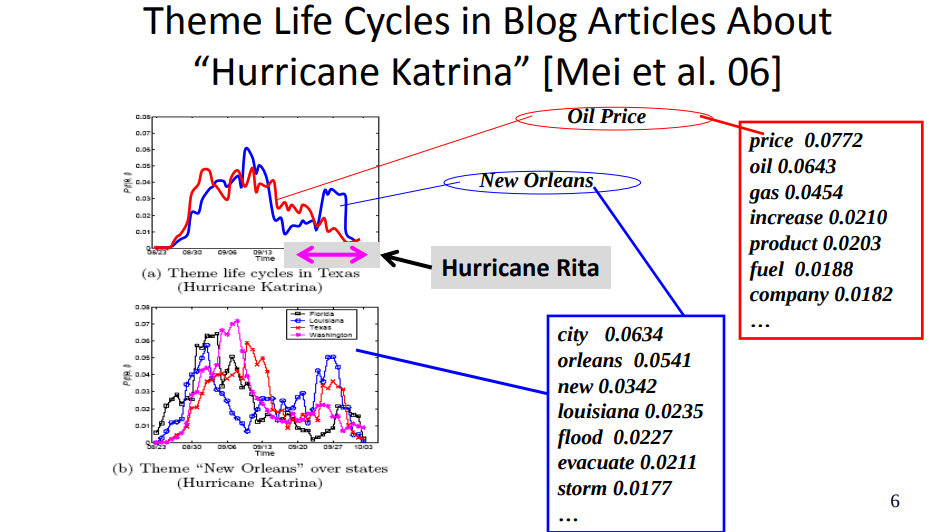 Theme Life Cycles in Blog Articles About
“Hurricane Katrina” [Mei et al. 06]
Oil Price
New Orleans
price 0.0772
oil 0.0643
gas 0.0454
increase 0.0210
product 0.0203
fuel 0.0188
company 0.0182
…
0.08
0.07
0.06
0.05
0.04
0.03
0.02
0.01
0
08/23 08/30 09/06 09/13
Time
Hurricane Rita
(a) Theme life cycles in Texas
(Hurricane Katrina)
0.08
0.07
0.06
0.05
0.04
0.03
0.02
0.01
0
Florida
Louisiana
Texas
Washington
08/23 08/30 09/06 09/13 09/20 09/27 10/03
Time
(b) Theme “New Orleans” over states
(Hurricane Katrina)
city 0.0634
orleans 0.0541
new 0.0342
louisiana 0.0235
flood 0.0227
evacuate 0.0211
storm 0.0177
…
6